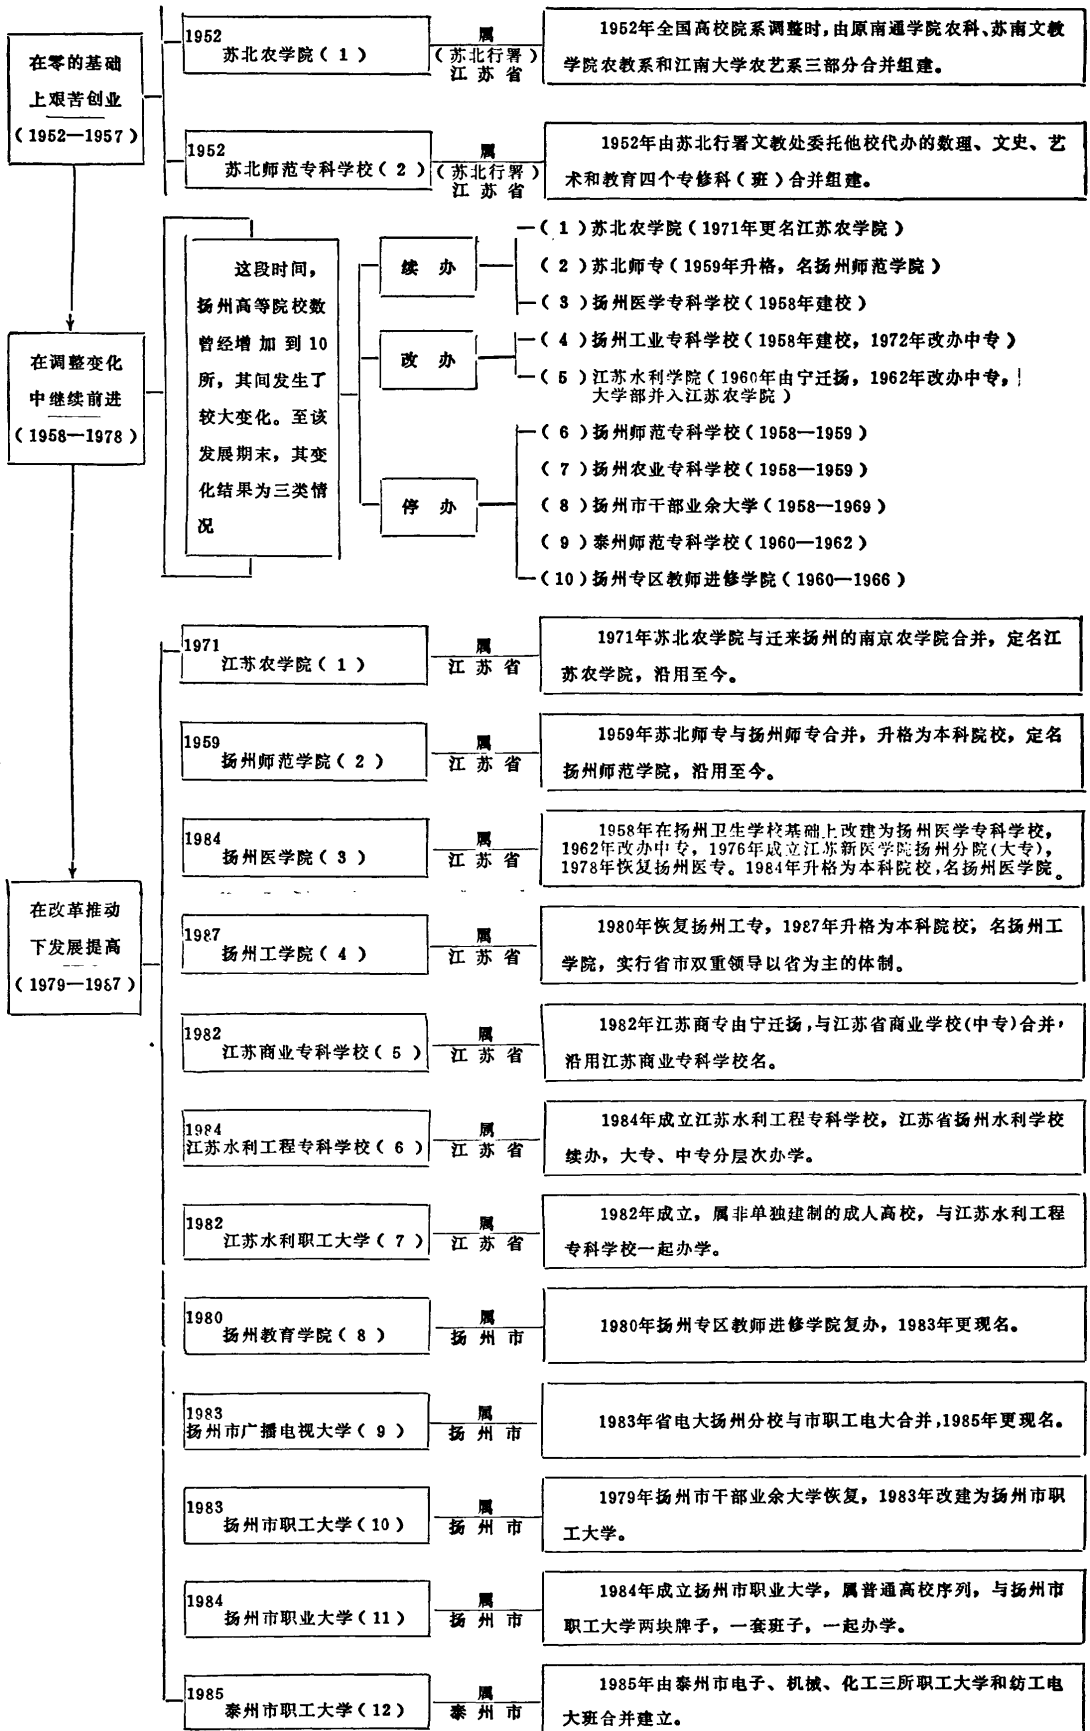 在零的基础
上艰苦创业
(1952—1957)
1952
苏北农学院(1)
属
(苏北行署)
江苏省
1952年全国高校院系调整时,由原南通学院农科、苏南文教
学院农教系和江南大学农艺系三部分合并组建。
1952
苏北师范专科学校(2)
属
(苏北行署)
江苏省
1952年由苏北行署文教处委托他校代办的数理、文史、艺
术和教育四个专修科(班)合并组建。
在调整变化
中继续前进
(1958—1978)
这段时间,
扬州高等院校数
曾经增加到10
所,其间发生了
较大变化。至该
发展期末,其变
化结果为三类情
况
续办
(1)苏北农学院(1971年更名江苏农学院)
(2)苏北师专(1959年升格,名扬州师范学院)
(3)扬州医学专科学校(1958年建校)
改办
(4)扬州工业专科学校(1958年建校,1972年改办中专)
(5)江苏水利学院(1960年由宁迁扬,1962年改办中专,
大学部并入江苏农学院)
停办
(6)扬州师范专科学校(1958—1959)
(7)扬州农业专科学校(1958—1959)
(8)扬州市干部业余大学(1958—1969)
(9)泰州师范专科学校(1960—1962)
(10)扬州专区教师进修学院(1960—1966)
在改革推动
下发展提高
(1979—1987)
1971
江苏农学院(1)
属
江苏省
1971年苏北农学院与迁来扬州的南京农学院合并,定名江
苏农学院,沿用至今。
1959
扬州师范学院(2)
属
江苏省
1959年苏北师专与扬州师专合并,升格为本科院校,定名
扬州师范学院,沿用至今。
1984
扬州医学院(3)
属
江苏省
1958年在扬州卫生学校基础上改建为扬州医学专科学校,
1962年改办中专,1976年成立江苏新医学院扬州分院(大专),
1978年恢复扬州医专。1984年升格为本科院校,名扬州医学院。
1987
扬州工学院(4)
属
江苏省
1980年恢复扬州工专,1987年升格为本科院校,名扬州工
学院,实行省市双重领导以省为主的体制。
1982
江苏商业专科学校(5)
属
江苏省
1982年江苏商专由宁迁扬,与江苏省商业学校(中专)合并,
沿用江苏商业专科学校名。
1984
江苏水利工程专科学校(6)
属
江苏省
1984年成立江苏水利工程专科学校,江苏省扬州水利学校
续办,大专、中专分层次办学。
1982
江苏水利职工大学(7)
属
江苏省
1982年成立,属非单独建制的成人高校,与江苏水利工程
专科学校一起办学。
1980
扬州教育学院(8)
属
扬州市
1980年扬州专区教师进修学院复办,1983年更现名。
1983
扬州市广播电视大学(9)
属
扬州市
1983年省电大扬州分校与市职工电大合并,1985年更现名。
1983
扬州市职工大学(10)
属
扬州市
1979年扬州市干部业余大学恢复,1983年改建为扬州市职
工大学。
1984
扬州市职业大学(11)
属
扬州市
1984年成立扬州市职业大学,属普通高校序列,与扬州市
职工大学两块牌子,一套班子,一起办学。
1985
泰州市职工大学(12)
属
泰州市
1985年由泰州市电子、机械、化工三所职工大学和纺工电
大班合并建立。